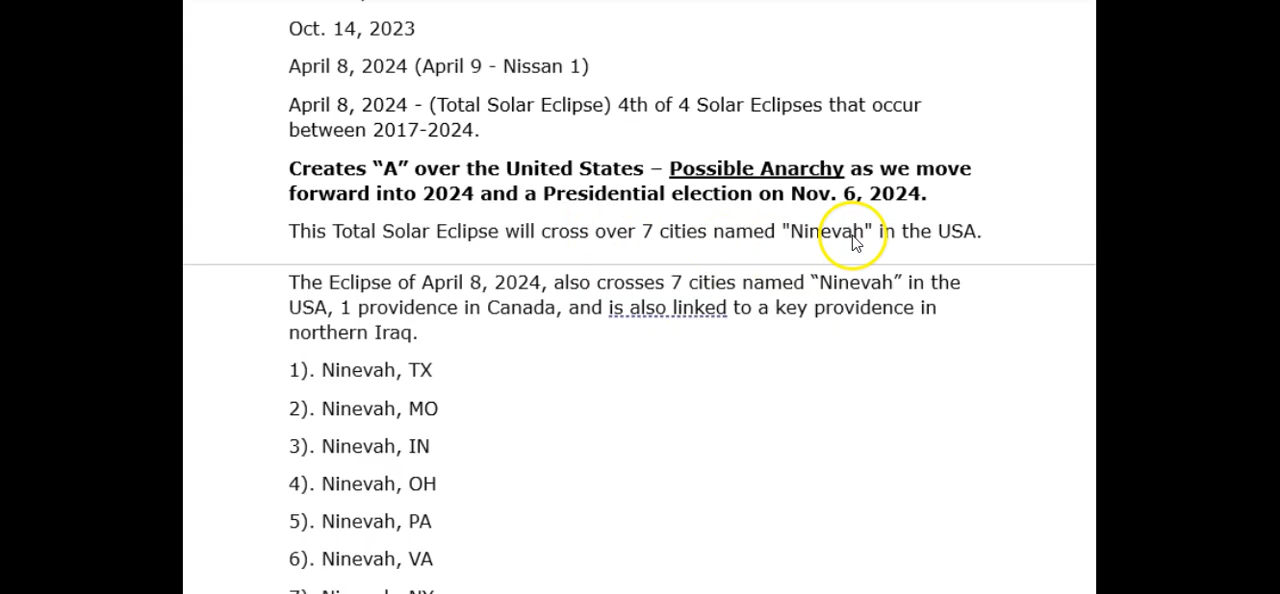 Oct. 14, 2023
April 8, 2024 (April 9 - Nissan 1)
April 8, 2024 - (Total Solar Eclipse) 4th of 4 Solar Eclipses that occur
between 2017-2024.
Creates “A” over the United States – Possible Anarchy as we move
forward into 2024 and a Presidential election on Nov. 6, 2024.
This Total Solar Eclipse will cross over 7 cities named "Ninevah" in the USA.
The Eclipse of April 8, 2024, also crosses 7 cities named “Ninevah” in the
USA, 1 providence in Canada, and is also linked to a key providence in
northern Iraq.
1). Ninevah, TX
2). Ninevah, MO
3). Ninevah, IN
4). Ninevah, OH
5). Ninevah, PA
6). Ninevah, VA
7). Ninevah, NY